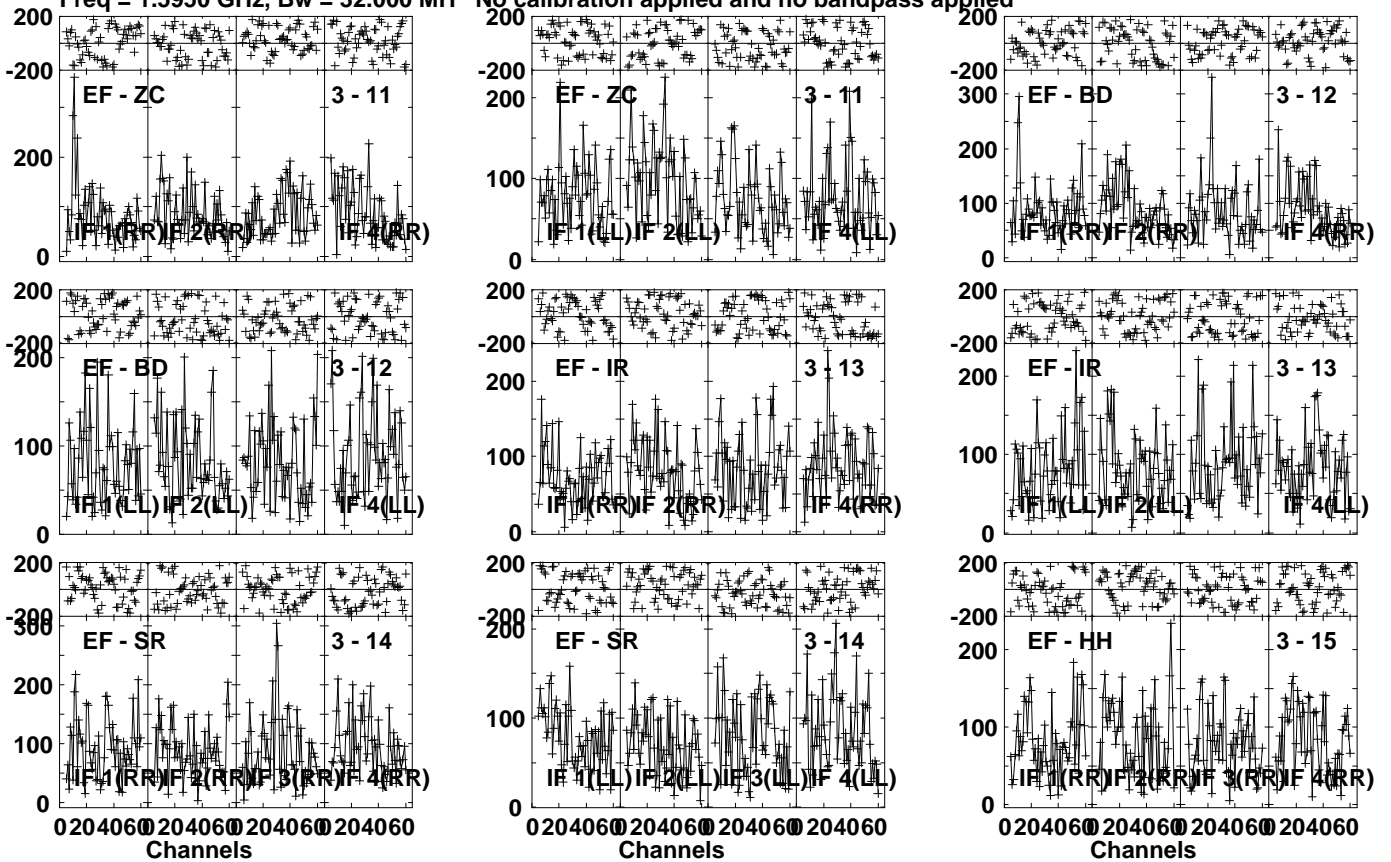 Freq = 1.5950 GHz, Bw = 32.000 MH No calibration applied and no bandpass applied
200
-200
EF - ZC
3 - 11
200
0
IF 1(RR)
IF 2(RR)
IF 4(RR)
200
-200
EF - ZC
3 - 11
200
100
0
IF 1(LL)
IF 2(LL)
IF 4(LL)
200
-200
EF - BD
3 - 12
300
200
100
0
IF 1(RR)
IF 2(RR)
IF 4(RR)
200
-200
EF - BD
3 - 12
200
100
0
IF 1(LL)
IF 2(LL)
IF 4(LL)
200
-200
EF - IR
3 - 13
200
100
0
IF 1(RR)
IF 2(RR)
IF 4(RR)
200
-200
EF - IR
3 - 13
200
100
0
IF 1(LL)
IF 2(LL)
IF 4(LL)
200
-200
EF - SR
3 - 14
300
200
100
0
IF 1(RR)
IF 2(RR)
IF 3(RR)
IF 4(RR)
0 20 40 60 0 20 40 60 0 20 40 60 0 20 40 60
Channels
200
-200
EF - SR
3 - 14
200
100
0
IF 1(LL)
IF 2(LL)
IF 3(LL)
IF 4(LL)
0 20 40 60 0 20 40 60 0 20 40 60 0 20 40 60
Channels
200
-200
EF - HH
3 - 15
200
100
0
IF 1(RR)
IF 2(RR)
IF 3(RR)
IF 4(RR)
0 20 40 60 0 20 40 60 0 20 40 60 0 20 40 60
Channels